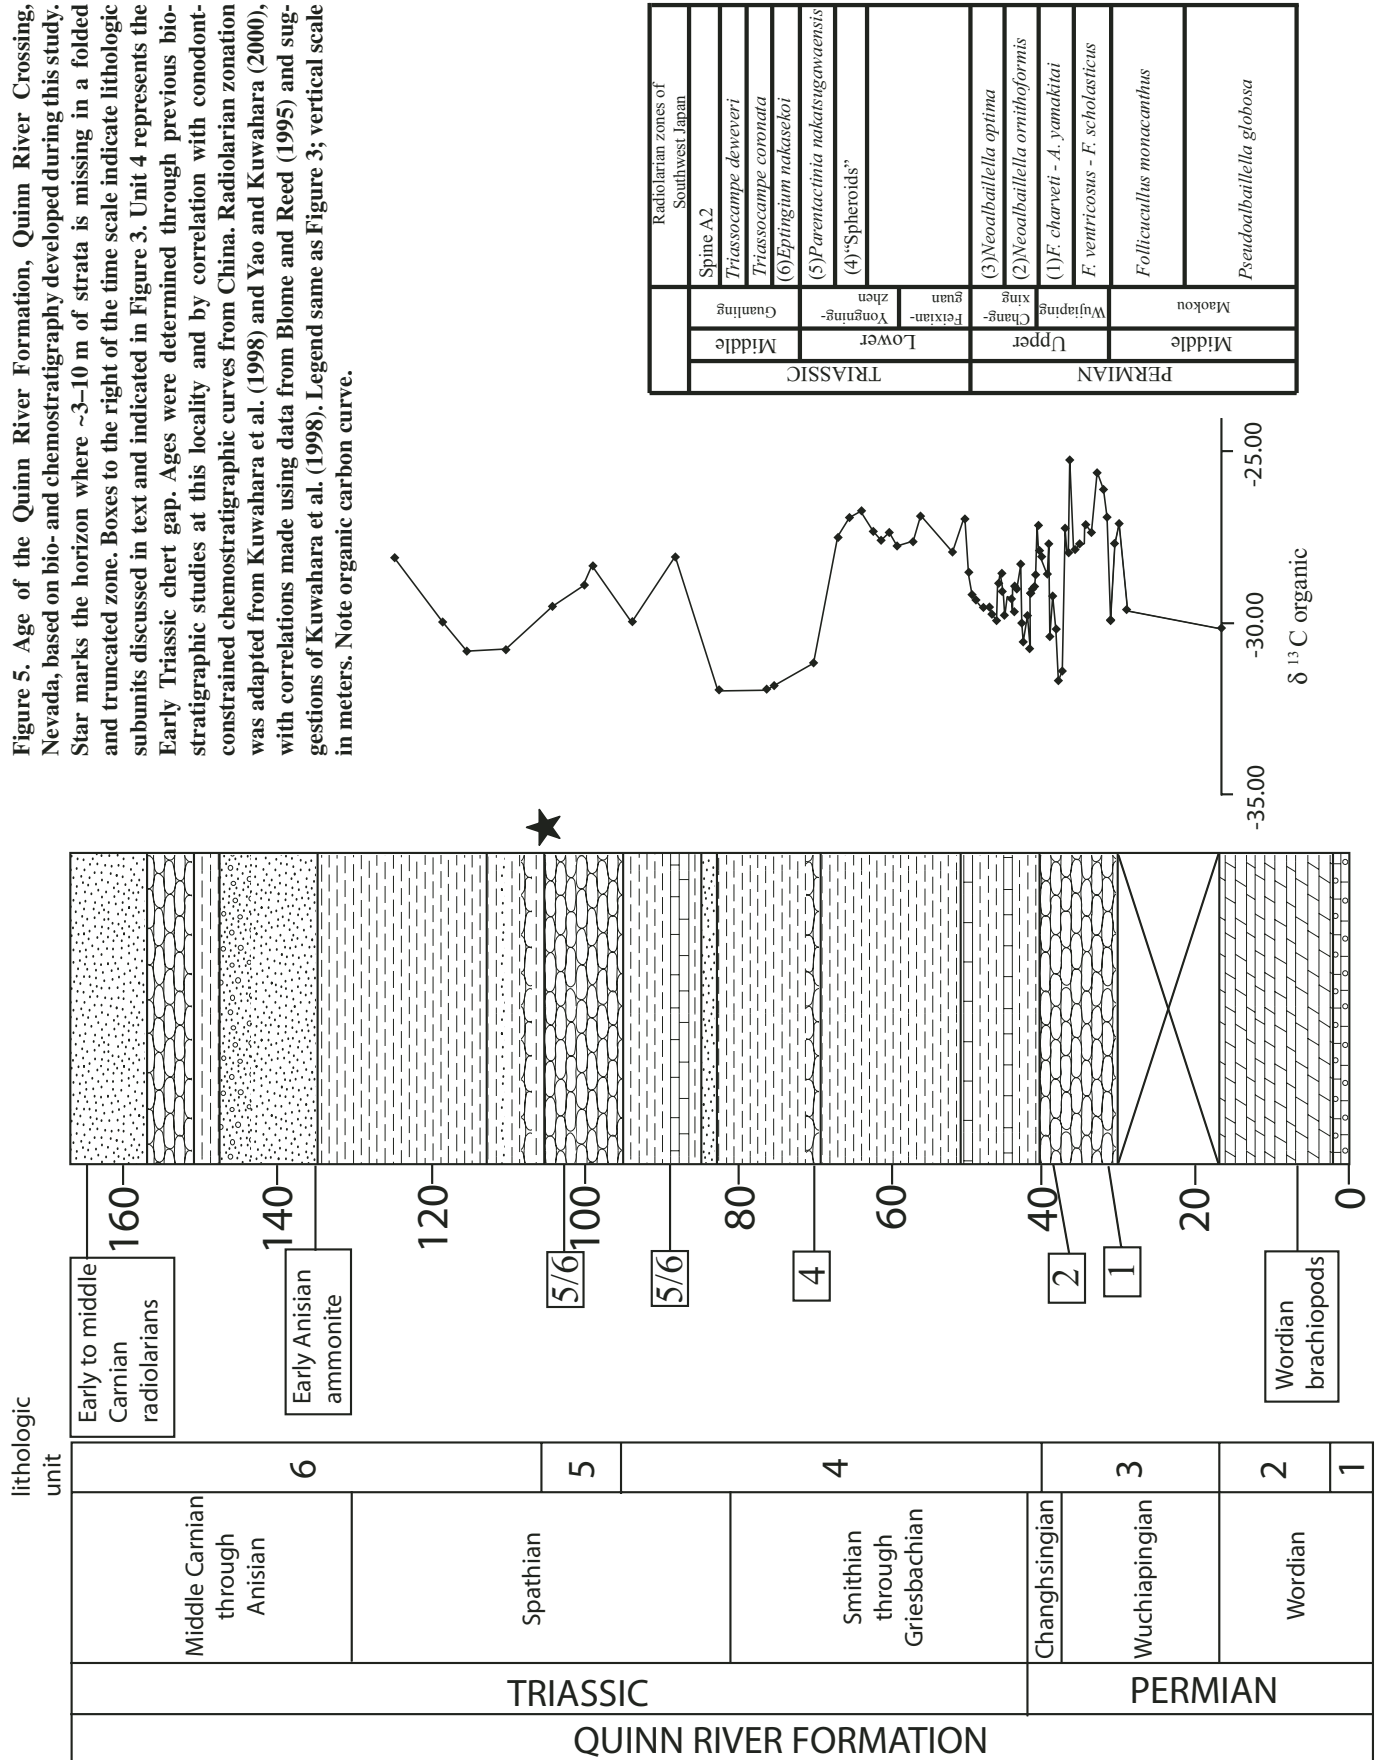 Figure 5. Age of the Quinn River Formation, Quinn River Crossing,
Nevada, based on bio- and chemostratigraphy developed during this study.
Star marks the horizon where ~3–10 m of strata is missing in a folded
and truncated zone. Boxes to the right of the time scale indicate lithologic
subunits discussed in text and indicated in Figure 3. Unit 4 represents the
Early Triassic chert gap. Ages were determined through previous bio-
stratigraphic studies at this locality and by correlation with conodont-
constrained chemostratigraphic curves from China. Radiolarian zonation
was adapted from Kuwahara et al. (1998) and Yao and Kuwahara (2000),
with correlations made using data from Blome and Reed (1995) and sug-
gestions of Kuwahara et al. (1998). Legend same as Figure 3; vertical scale
in meters. Note organic carbon curve.
lithologic
unit
QUINN RIVER FORMATION
TRIASSIC
PERMIAN
Middle Carnian
through
Anisian
Spathian
Smithian
through
Griesbachian
Changhsingian
Wuchiapingian
Wordian
6
5
4
3
2
1
Early to middle
Carnian
radiolarians
Early Anisian
ammonite
5/6
5/6
4
2
1
Wordian
brachiopods
160
140
120
100
80
60
40
20
0
★
-35.00
-30.00
-25.00
δ 13 C organic
Radiolarian zones of
Southwest Japan
TRIASSIC
PERMIAN
Middle
Lower
Upper
Middle
Guanling
Yongning-
zhen
Feixian-
guan
Chang-
xing
Wujiaping
Maokou
Spine A2
Triassocampe deweveri
Triassocampe coronata
(6)Eptingium nakasekoi
(5)Parentactinia nakatsugawaensis
(4)“Spheroids”
(3)Neoalbaillella optima
(2)Neoalbaillella ornithoformis
(1)F. charveti - A. yamakitai
F. ventricosus - F. scholasticus
Follicucullus monacanthus
Pseudoalbaillella globosa